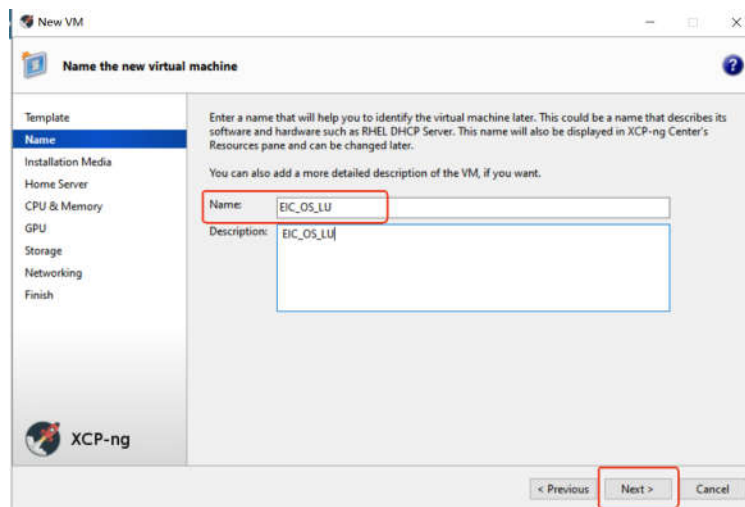 New VM
Name the new virtual machine
Template
Name
Installation Media
Home Server
CPU & Memory
GPU
Storage
Networking
Finish
XCP-ng
Enter a name that will help you to identify the virtual machine later. This could be a name that describes its
software and hardware such as RHEL DHCP Server. This name will also be displayed in XCP-ng Center's
Resources pane and can be changed later.
You can also add a more detailed description of the VM, if you want.
Name: EIC_OS_LU
Description: EIC_OS_LU
< Previous Next > Cancel